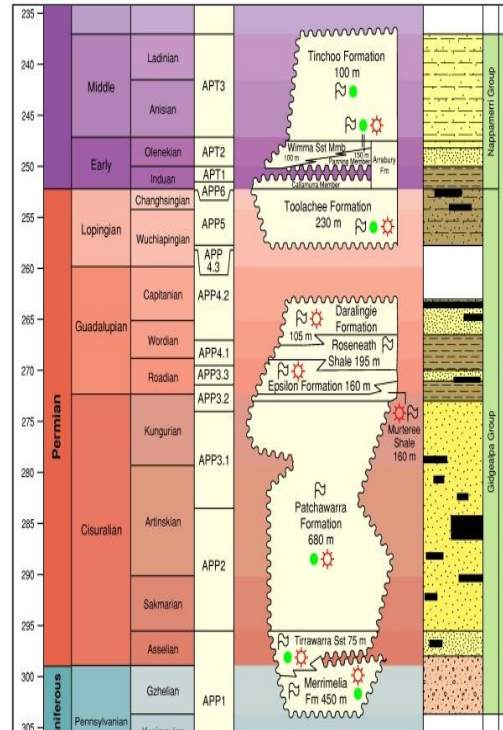 235
240
245
250
255
260
265
270
275
280
285
290
295
300
305
Permian
niferous
Middle
Early
Lopingian
Guadalupian
Cisuralian
Pennsylvanian
Ladinian
Anisian
Olenekian
Induan
Changhsingian
Wuchiapingian
Capitanian
Wordian
Roadian
Kungurian
Artinskian
Sakmarian
Asselian
Gzhelian
APT3
APT2
APT1
APP6
APP5
APP
4.3
APP4.2
APP4.1
APP3.3
APP3.2
APP3.1
APP2
APP1
Tinchoo Formation
100 m
Wimma Sst Mmb
100 m
150 m
Panning Member
Arrabury
Fm
Callamurra Member
Toolachee Formation
230 m
Daralingie
Formation
105 m
Roseneath
Shale 195 m
Epsilon Formation 160 m
Murteree
Shale
160 m
Patchawarra
Formation
680 m
Tirrawarra Sst 75 m
Merrimelia
Fm 450 m
Nappamerri Group
Gidgealpa Group